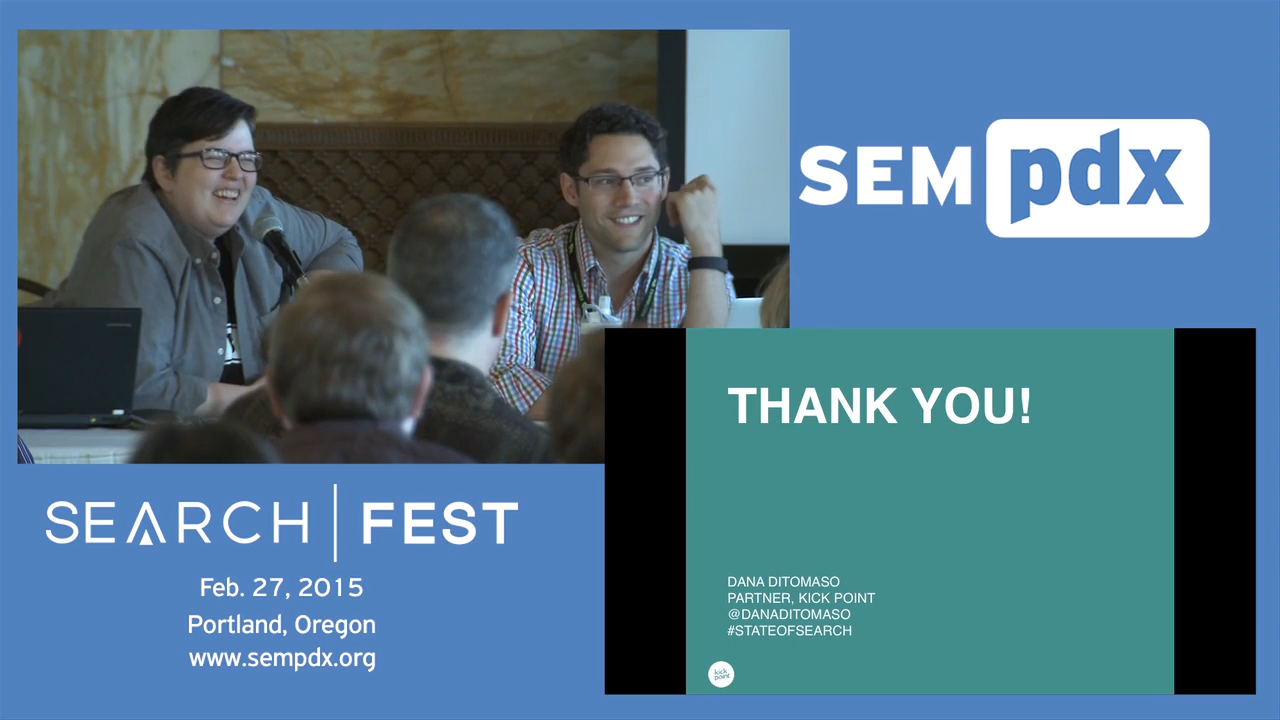 SEM pdx
THANK YOU!
DANA DITOMASO
PARTNER, KICK POINT
@DANADITOMASO
#STATEOFSEARCH
kick
point
SEARCH | FEST
Feb. 27, 2015
Portland, Oregon
www.sempdx.org